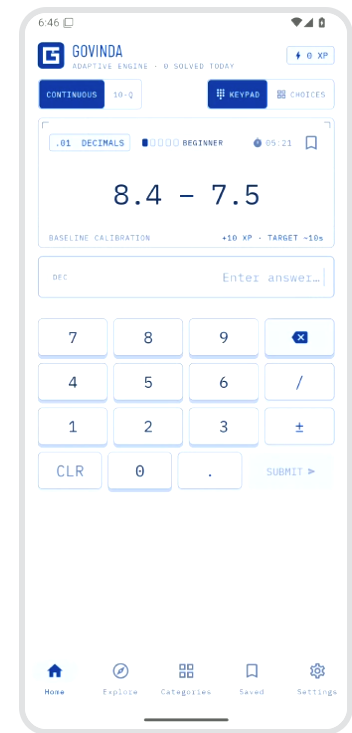 6:46
GOVINDA
ADAPTIVE ENGINE · 0 SOLVED TODAY
0 XP
CONTINUOUS
10-Q
KEYPAD
CHOICES
.01 DECIMALS
BEGINNER
05:21
8.4 − 7.5
BASELINE CALIBRATION
+10 XP · TARGET ~10s
DEC
Enter answer…
7 8 9
4 5 6 /
1 2 3 ±
CLR 0 . SUBMIT
Home Explore Categories Saved Settings